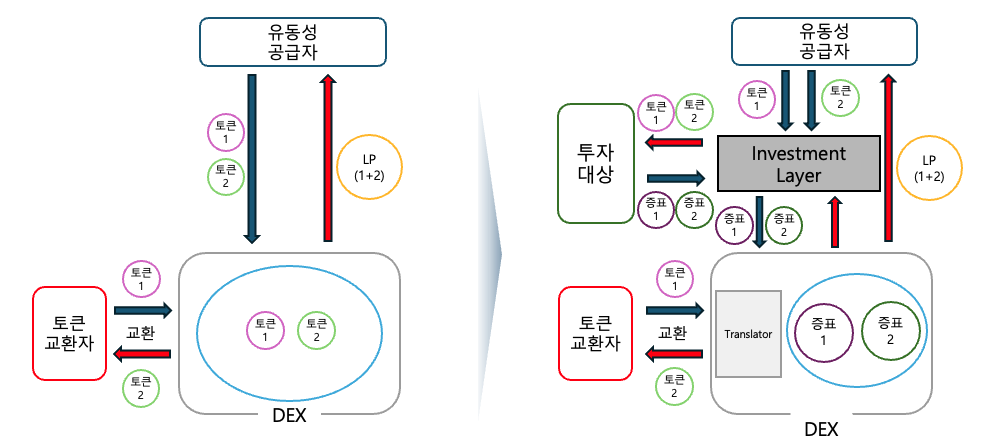 유동성
공급자
토큰
1
토큰
2
LP
(1+2)
토큰
교환자
토큰
1
교환
토큰
2
토큰
1
토큰
2
DEX
유동성
공급자
토큰
1
토큰
2
투자
대상
토큰
1
토큰
2
Investment
Layer
LP
(1+2)
증표
1
증표
2
증표
1
증표
2
토큰
교환자
토큰
1
교환
토큰
2
Translator
증표
1
증표
2
DEX